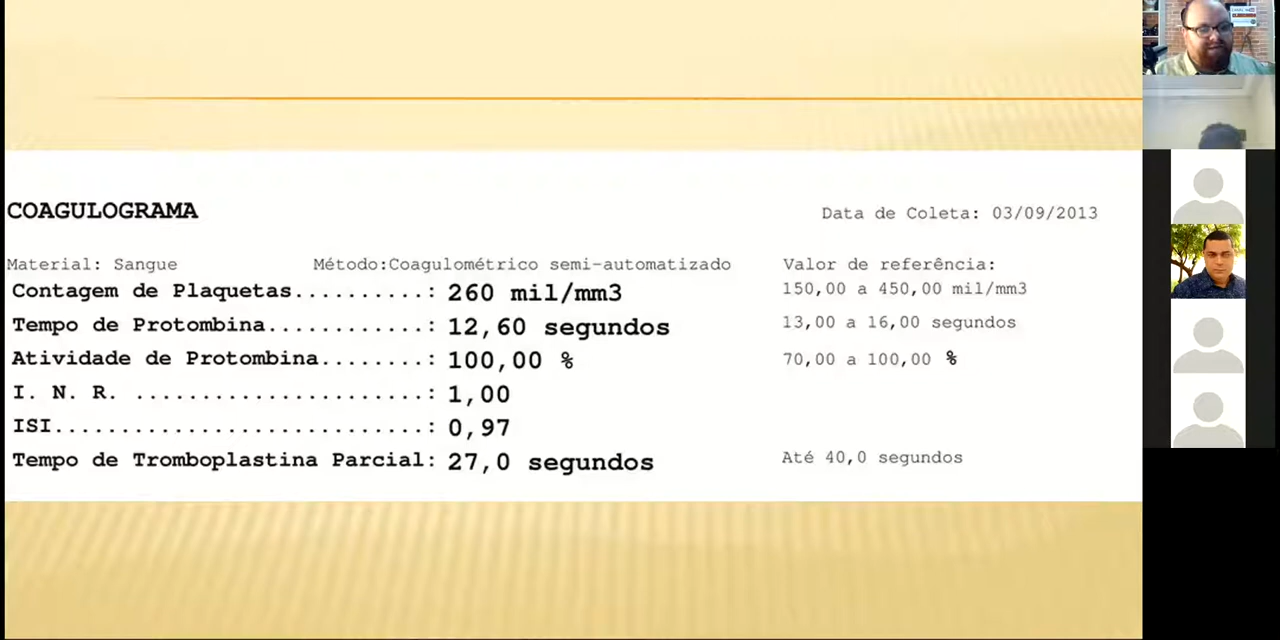 COAGULOGRAMA
Data de Coleta: 03/09/2013
Material: Sangue Método:Coagulométrico semi-automatizado Valor de referência:
Contagem de Plaquetas..........: 260 mil/mm3 150,00 a 450,00 mil/mm3
Tempo de Protombina............: 12,60 segundos 13,00 a 16,00 segundos
Atividade de Protombina........: 100,00 % 70,00 a 100,00 %
I. N. R. ......................: 1,00
ISI............................: 0,97
Tempo de Tromboplastina Parcial: 27,0 segundos Até 40,0 segundos